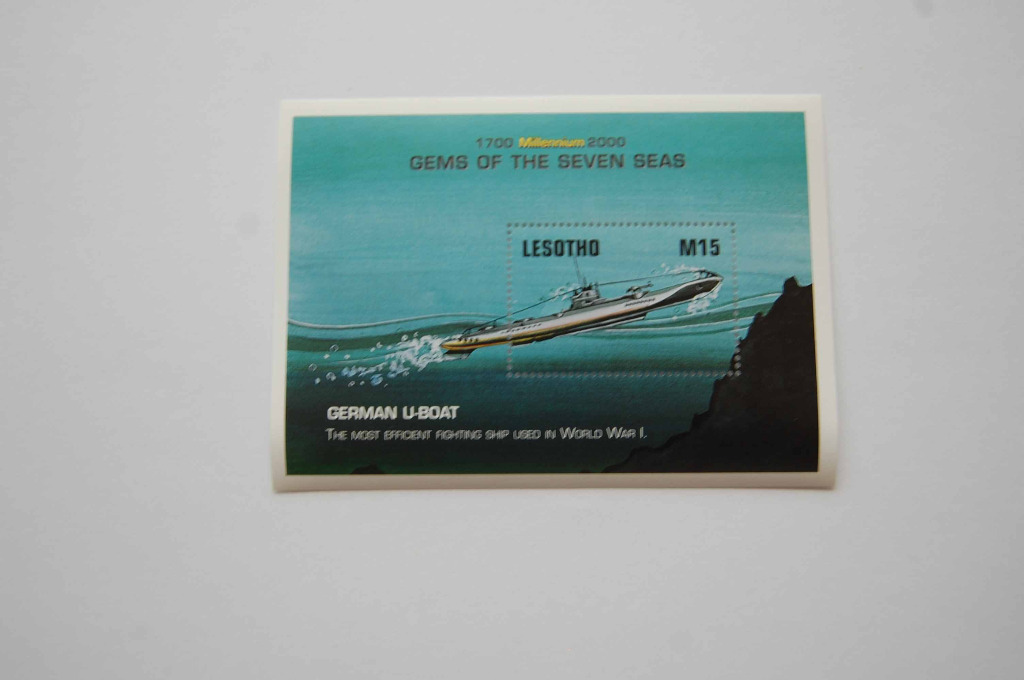 1700 Millennium 2000
GEMS OF THE SEVEN SEAS
LESOTHO M15
GERMAN U-BOAT
THE MOST EFFICIENT FIGHTING SHIP USED IN WORLD WAR I.